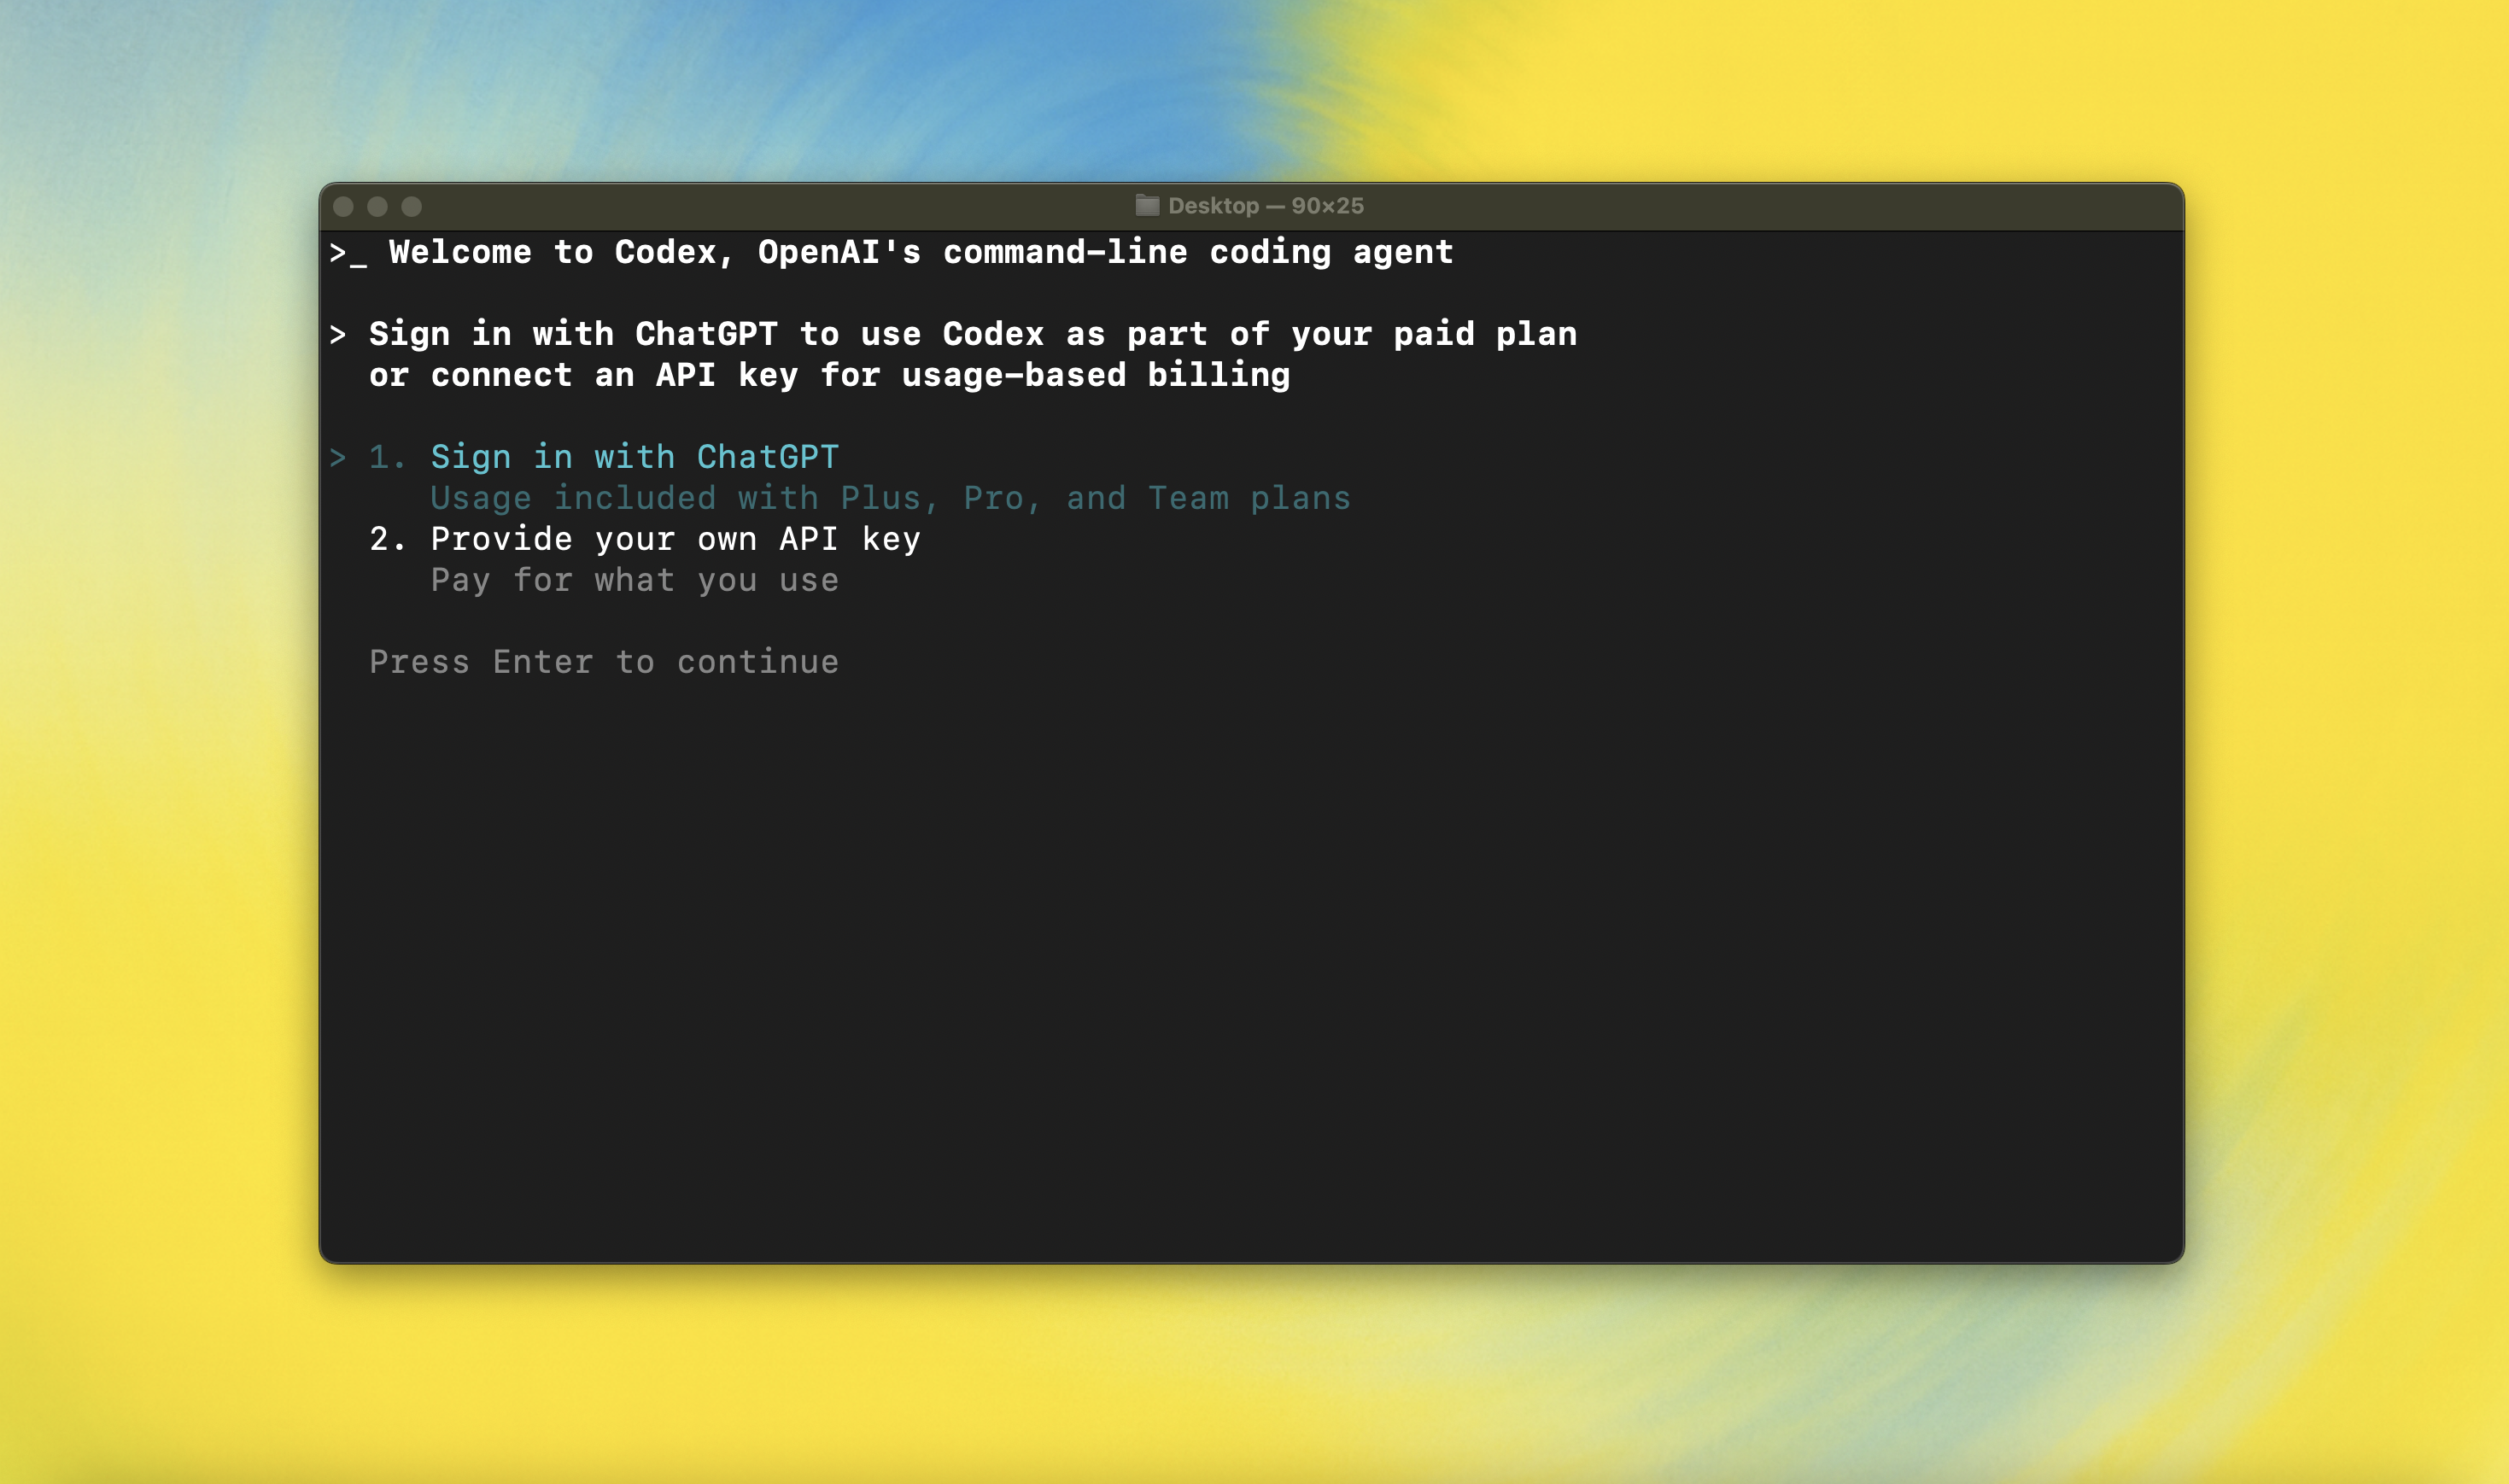 Desktop — 90×25
>_ Welcome to Codex, OpenAI's command-line coding agent
> Sign in with ChatGPT to use Codex as part of your paid plan
or connect an API key for usage-based billing
> 1. Sign in with ChatGPT
Usage included with Plus, Pro, and Team plans
2. Provide your own API key
Pay for what you use
Press Enter to continue